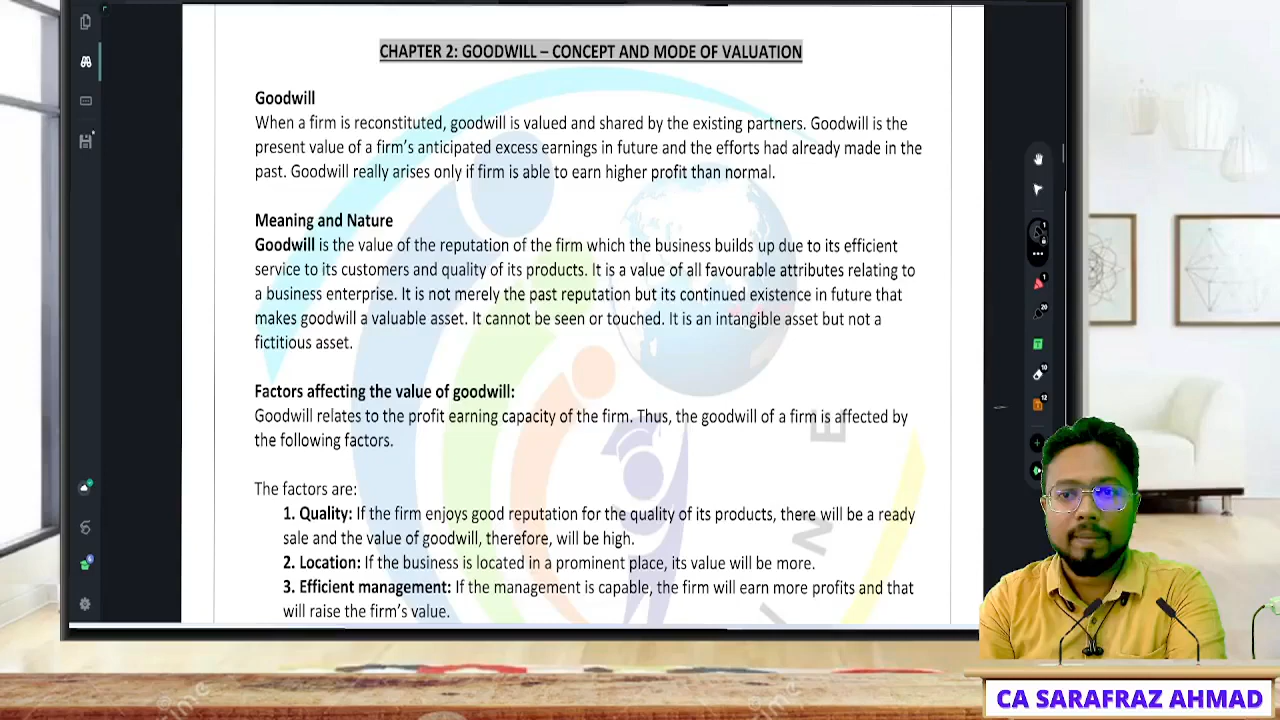 CHAPTER 2: GOODWILL – CONCEPT AND MODE OF VALUATION
Goodwill
When a firm is reconstituted, goodwill is valued and shared by the existing partners. Goodwill is the
present value of a firm's anticipated excess earnings in future and the efforts had already made in the
past. Goodwill really arises only if firm is able to earn higher profit than normal.
Meaning and Nature
Goodwill is the value of the reputation of the firm which the business builds up due to its efficient
service to its customers and quality of its products. It is a value of all favourable attributes relating to
a business enterprise. It is not merely the past reputation but its continued existence in future that
makes goodwill a valuable asset. It cannot be seen or touched. It is an intangible asset but not a
fictitious asset.
Factors affecting the value of goodwill:
Goodwill relates to the profit earning capacity of the firm. Thus, the goodwill of a firm is affected by
the following factors.
The factors are:
1. Quality: If the firm enjoys good reputation for the quality of its products, there will be a ready
sale and the value of goodwill, therefore, will be high.
2. Location: If the business is located in a prominent place, its value will be more.
3. Efficient management: If the management is capable, the firm will earn more profits and that
will raise the firm's value.
CA SARAFRAZ AHMAD